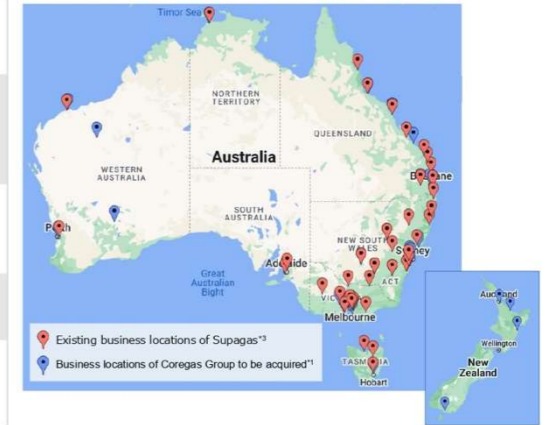 Timor Sea
NORTHERN
TERRITORY
QUEENSLAND
Australia
WESTERN
AUSTRALIA
SOUTH
AUSTRALIA
NEW SOUTH
WALES
Sydney
Adelaide
Great
Australian
Bight
ACT
Melbourne
Existing business locations of Supagas*3
Business locations of Coregas Group to be acquired*1
TASMANIA
Hobart
Auckland
Wellington
New
Zealand